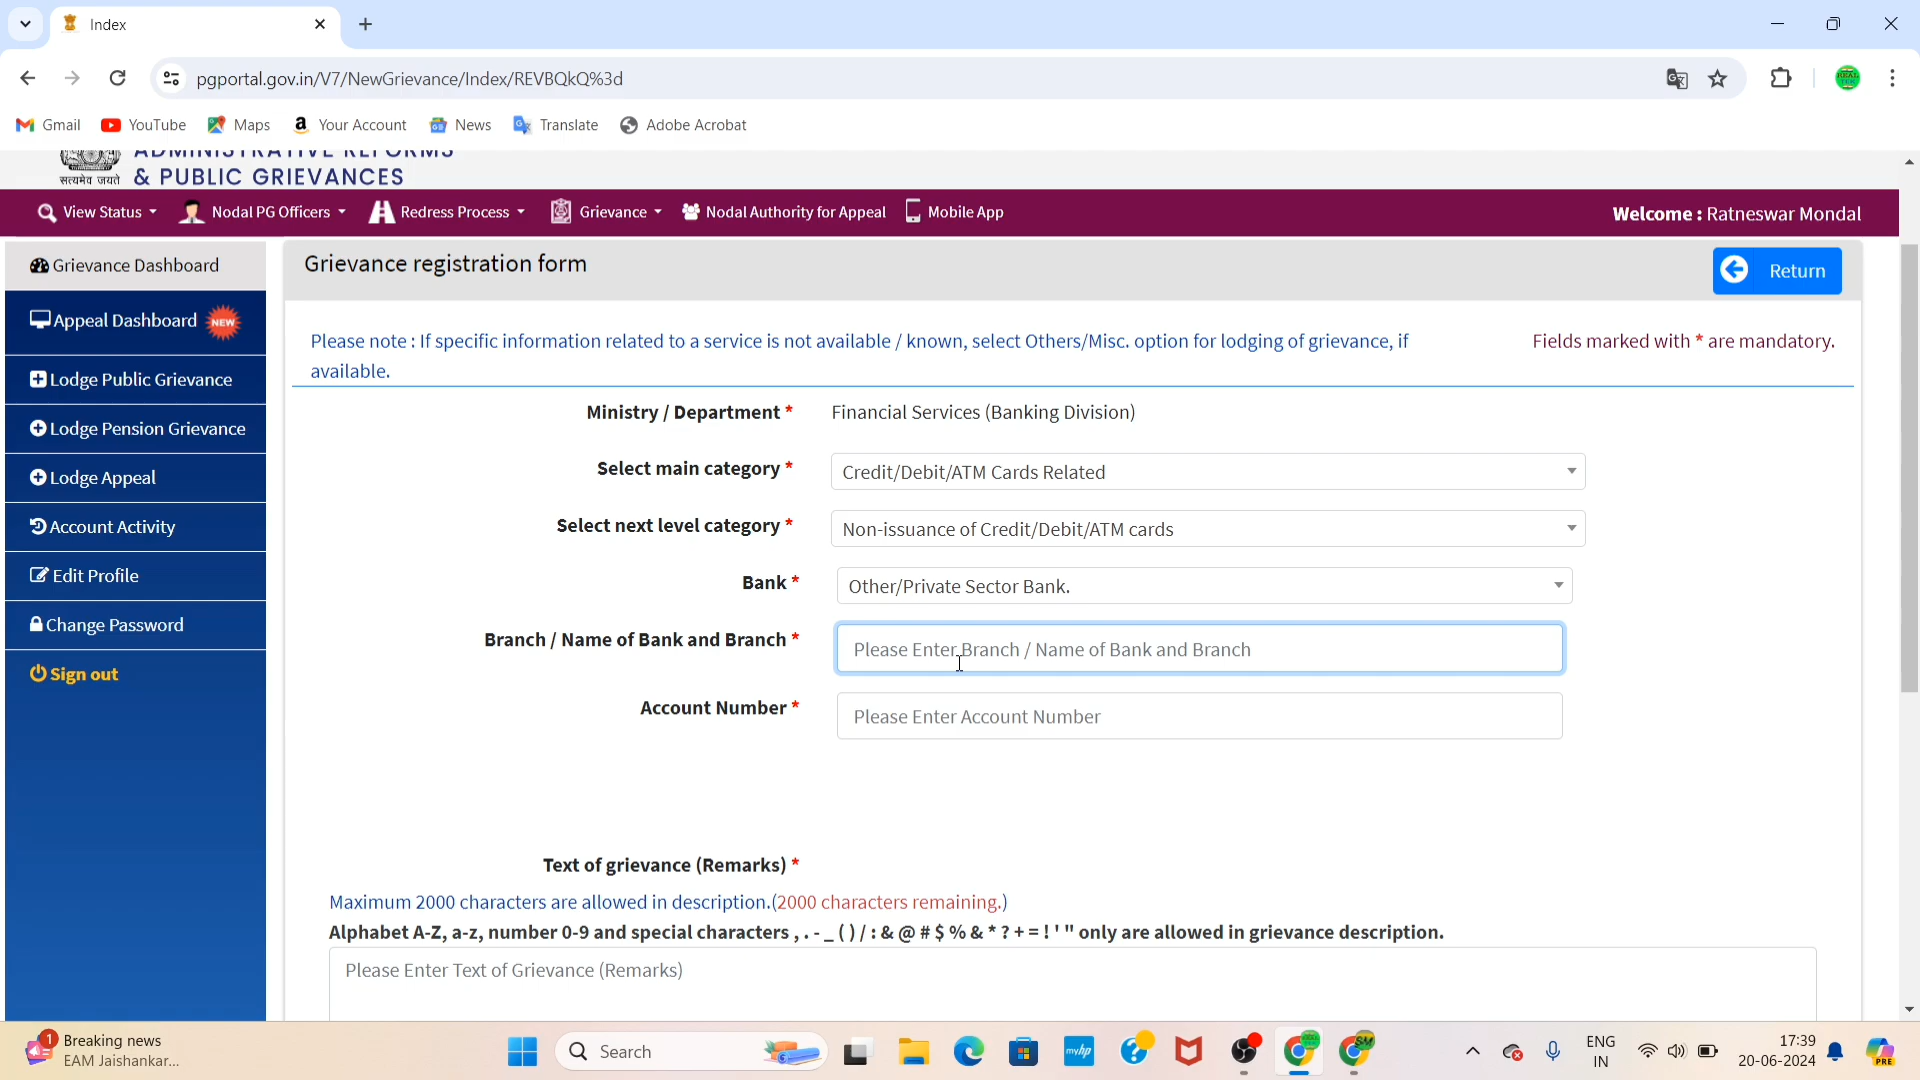 Index
pgportal.gov.in/V7/NewGrievance/Index/REVBQkQ%3d
Gmail YouTube Maps Your Account News Translate Adobe Acrobat
ADMINISTRATIVE REFORMS
सत्यमेव जयते & PUBLIC GRIEVANCES
View Status Nodal PG Officers Redress Process Grievance Nodal Authority for Appeal Mobile App Welcome : Ratneswar Mondal
Grievance Dashboard
Appeal Dashboard NEW
Lodge Public Grievance
Lodge Pension Grievance
Lodge Appeal
Account Activity
Edit Profile
Change Password
Sign out
Grievance registration form
Return
Please note : If specific information related to a service is not available / known, select Others/Misc. option for lodging of grievance, if
available.
Fields marked with * are mandatory.
Ministry / Department * Financial Services (Banking Division)
Select main category * Credit/Debit/ATM Cards Related
Select next level category * Non-issuance of Credit/Debit/ATM cards
Bank * Other/Private Sector Bank.
Branch / Name of Bank and Branch * Please Enter Branch / Name of Bank and Branch
Account Number * Please Enter Account Number
Text of grievance (Remarks) *
Maximum 2000 characters are allowed in description.(2000 characters remaining.)
Alphabet A-Z, a-z, number 0-9 and special characters , . - _ ( ) / : & @ # $ % & * ? + = ! ' " only are allowed in grievance description.
Please Enter Text of Grievance (Remarks)
1 Breaking news
EAM Jaishankar...
Search
myhp
ENG
IN
17:39
20-06-2024
PRE